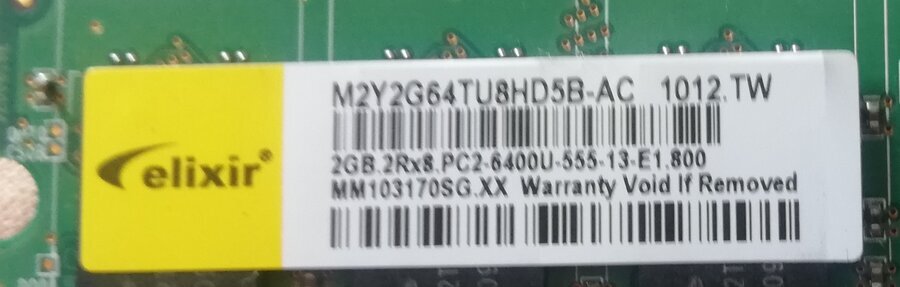 elixir®
M2Y2G64TU8HD5B-AC 1012.TW
2GB.2Rx8.PC2-6400U-555-13-E1.800
MM103170SG.XX Warranty Void If Removed